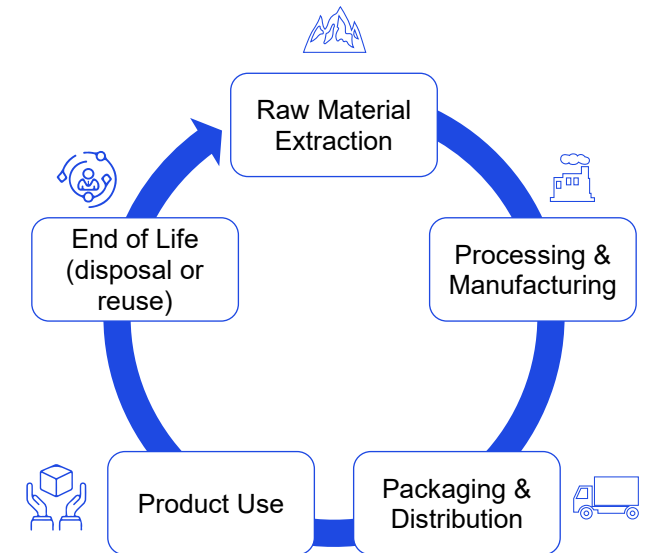 Raw Material
Extraction
Processing &
Manufacturing
Packaging &
Distribution
Product Use
End of Life
(disposal or
reuse)